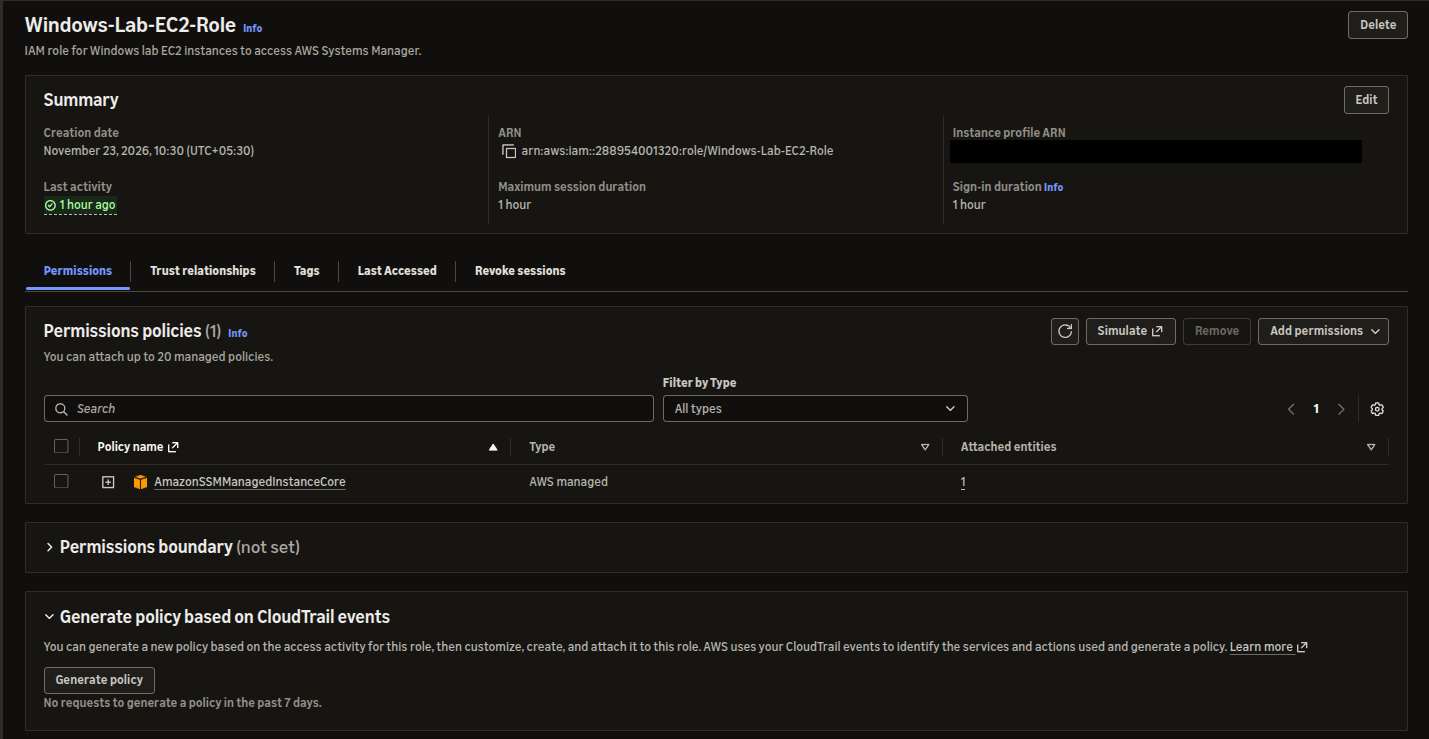 Windows-Lab-EC2-Role Info
Delete
IAM role for Windows lab EC2 instances to access AWS Systems Manager.
Summary
Edit
Creation date
November 23, 2026, 10:30 (UTC+05:30)
ARN
arn:aws:iam::288954001320:role/Windows-Lab-EC2-Role
Instance profile ARN
Last activity
1 hour ago
Maximum session duration
1 hour
Sign-in duration Info
1 hour
Permissions
Trust relationships
Tags
Last Accessed
Revoke sessions
Permissions policies (1) Info
Simulate
Remove
Add permissions
You can attach up to 20 managed policies.
Filter by Type
Search
All types
1
Policy name
Type
Attached entities
AmazonSSMManagedInstanceCore
AWS managed
1
Permissions boundary (not set)
Generate policy based on CloudTrail events
You can generate a new policy based on the access activity for this role, then customize, create, and attach it to this role. AWS uses your CloudTrail events to identify the services and actions used and generate a policy. Learn more
Generate policy
No requests to generate a policy in the past 7 days.